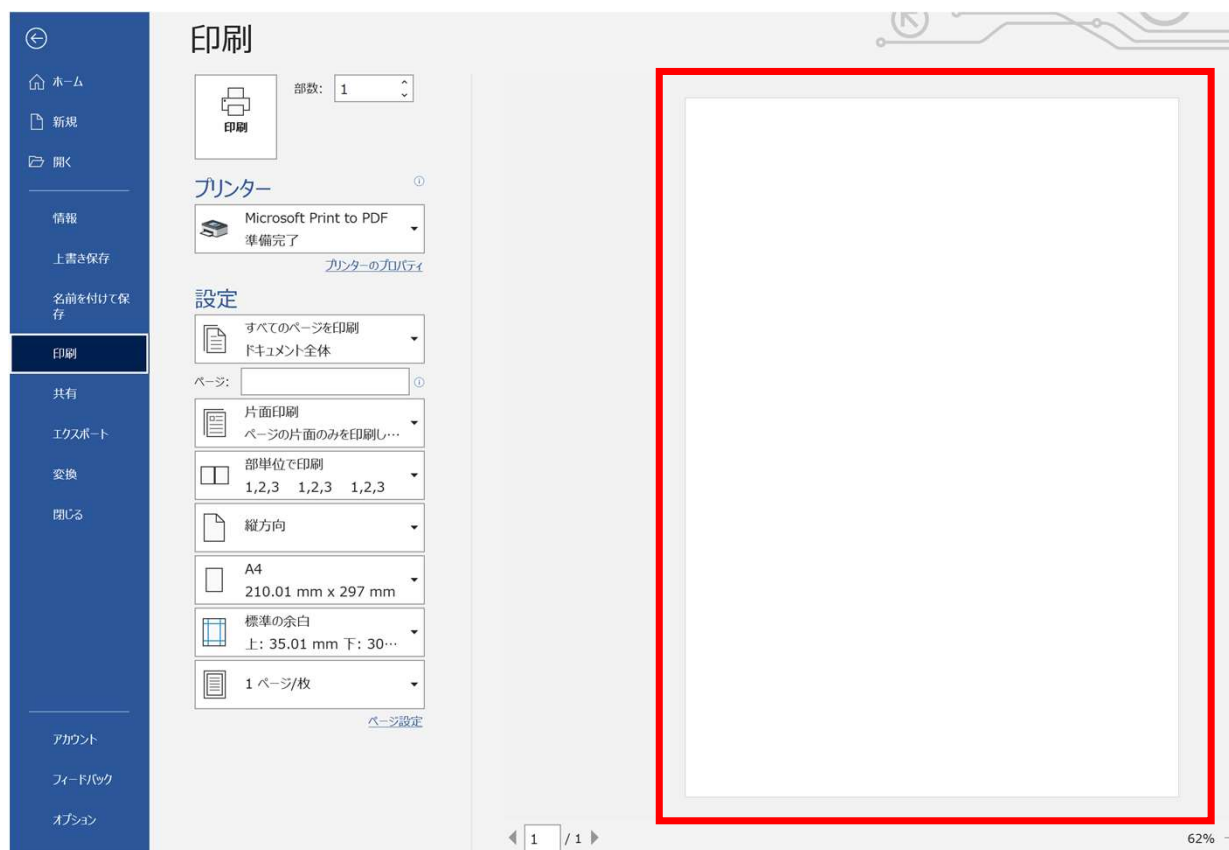 印刷
ホーム
新規
開く
情報
上書き保存
名前を付けて保
存
印刷
共有
エクスポート
変換
閉じる
アカウント
フィードバック
オプション
印刷
部数: 1
プリンター
Microsoft Print to PDF
準備完了
プリンターのプロパティ
設定
すべてのページを印刷
ドキュメント全体
ページ:
片面印刷
ページの片面のみを印刷し…
部単位で印刷
1,2,3 1,2,3 1,2,3
縦方向
A4
210.01 mm x 297 mm
標準の余白
上: 35.01 mm 下: 30…
1 ページ/枚
ページ設定
1 / 1
62%